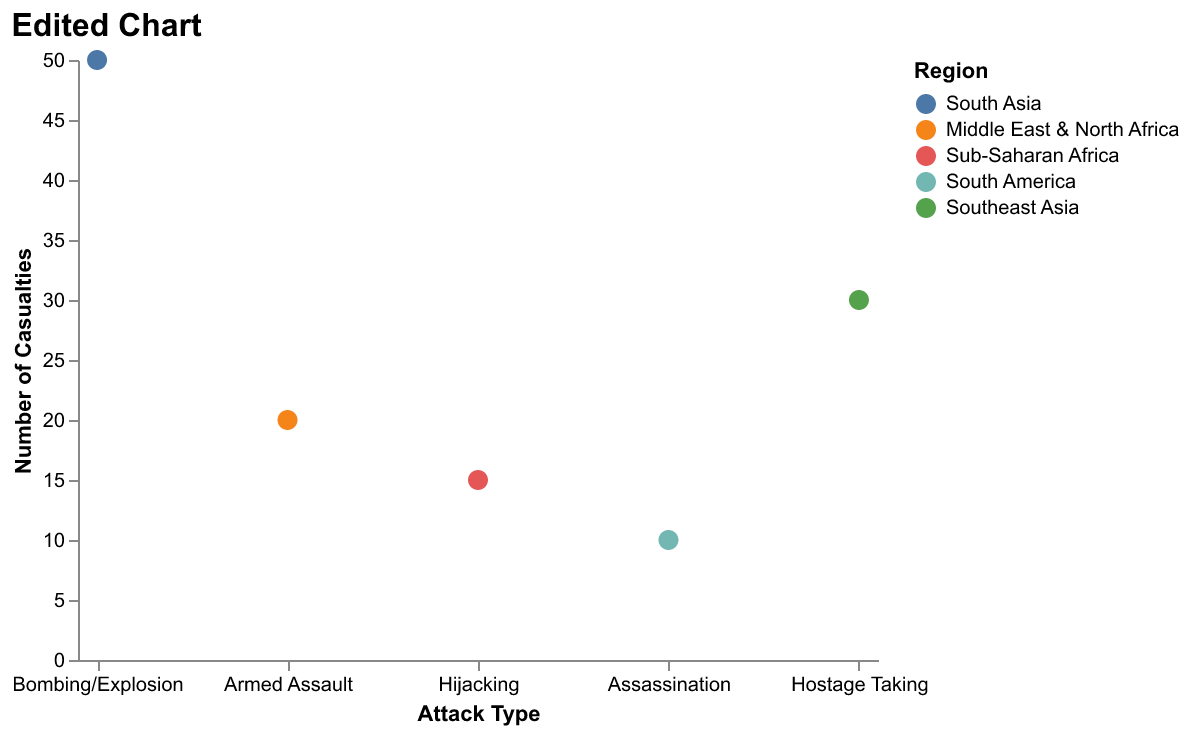 Edited Chart
50
45
40
35
30
25
20
15
10
5
0
Number of Casualties
Bombing/Explosion
Armed Assault
Hijacking
Assassination
Hostage Taking
Attack Type
Region
South Asia
Middle East & North Africa
Sub-Saharan Africa
South America
Southeast Asia